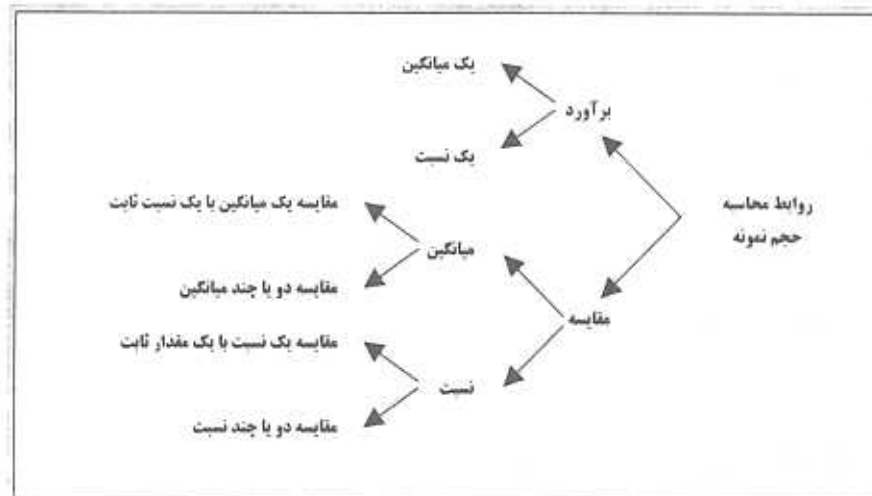 روابط محاسبه
حجم نمونه
برآورد
یک میانگین
یک نسبت
مقایسه
میانگین
مقایسه یک میانگین با یک نسبت ثابت
مقایسه دو یا چند میانگین
نسبت
مقایسه یک نسبت با یک مقدار ثابت
مقایسه دو یا چند نسبت